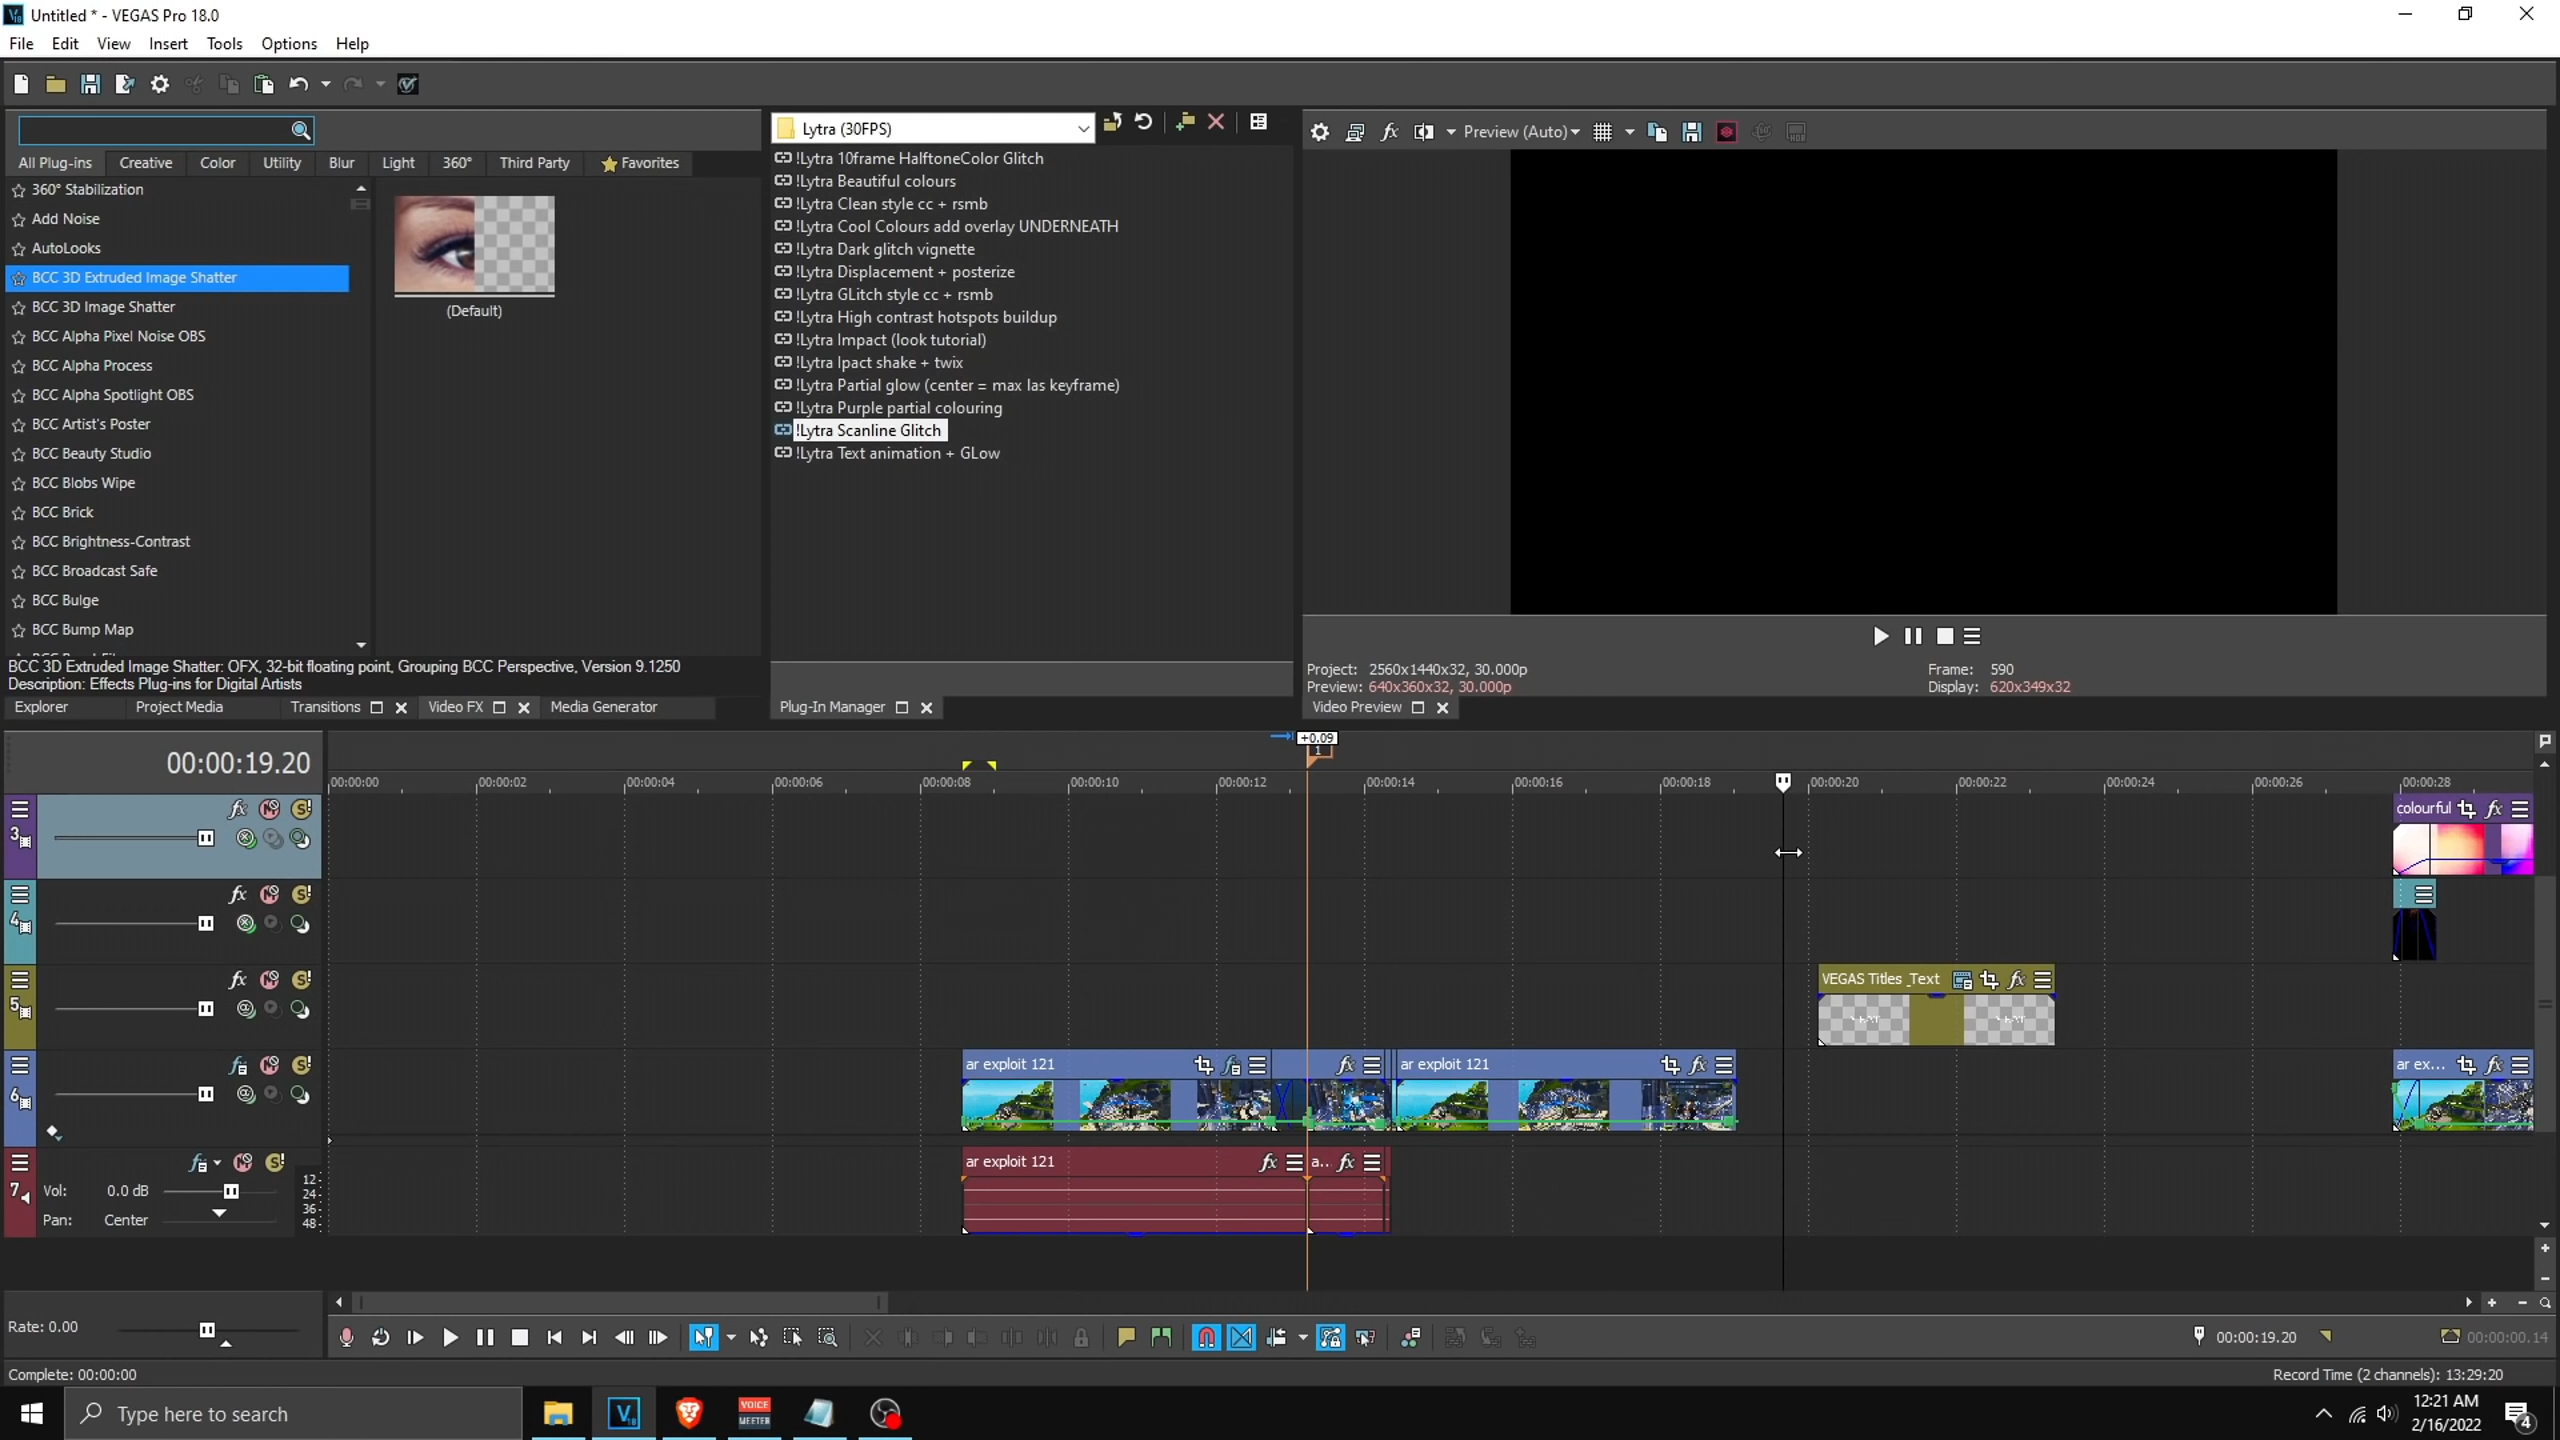 Untitled * - VEGAS Pro 18.0
File Edit View Insert Tools Options Help
Lytra (30FPS)
Preview (Auto)
All Plug-ins Creative Color Utility Blur Light 360° Third Party Favorites
360° Stabilization
Add Noise
AutoLooks
BCC 3D Extruded Image Shatter
BCC 3D Image Shatter
BCC Alpha Pixel Noise OBS
BCC Alpha Process
BCC Alpha Spotlight OBS
BCC Artist's Poster
BCC Beauty Studio
BCC Blobs Wipe
BCC Brick
BCC Brightness-Contrast
BCC Broadcast Safe
BCC Bulge
BCC Bump Map
(Default)
!Lytra 10frame HalftoneColor Glitch
!Lytra Beautiful colours
!Lytra Clean style cc + rsmb
!Lytra Cool Colours add overlay UNDERNEATH
!Lytra Dark glitch vignette
!Lytra Displacement + posterize
!Lytra GLitch style cc + rsmb
!Lytra High contrast hotspots buildup
!Lytra Impact (look tutorial)
!Lytra Ipact shake + twix
!Lytra Partial glow (center = max las keyframe)
!Lytra Purple partial colouring
!Lytra Scanline Glitch
!Lytra Text animation + GLow
BCC 3D Extruded Image Shatter: OFX, 32-bit floating point, Grouping BCC Perspective, Version 9.1250
Description: Effects Plug-ins for Digital Artists
Project: 2560x1440x32, 30.000p
Frame: 590
Preview: 640x360x32, 30.000p
Display: 620x349x32
Explorer Project Media Transitions Video FX Media Generator
Plug-In Manager
Video Preview
00:00:19.20
+0.09
1
00:00:00 00:00:02 00:00:04 00:00:06 00:00:08 00:00:10 00:00:12 00:00:14 00:00:16 00:00:18 00:00:20 00:00:22 00:00:24 00:00:26 00:00:28
3
colourful
4
5
VEGAS Titles _Text
6
ar exploit 121
ar exploit 121
ar ex...
7
ar exploit 121
a...
Vol: 0.0 dB
Pan: Center
12
24
36
48
Rate: 0.00
00:00:19.20
00:00:00.14
Complete: 00:00:00
Record Time (2 channels): 13:29:20
Type here to search
VOICE
MEETER
12:21 AM
2/16/2022
4